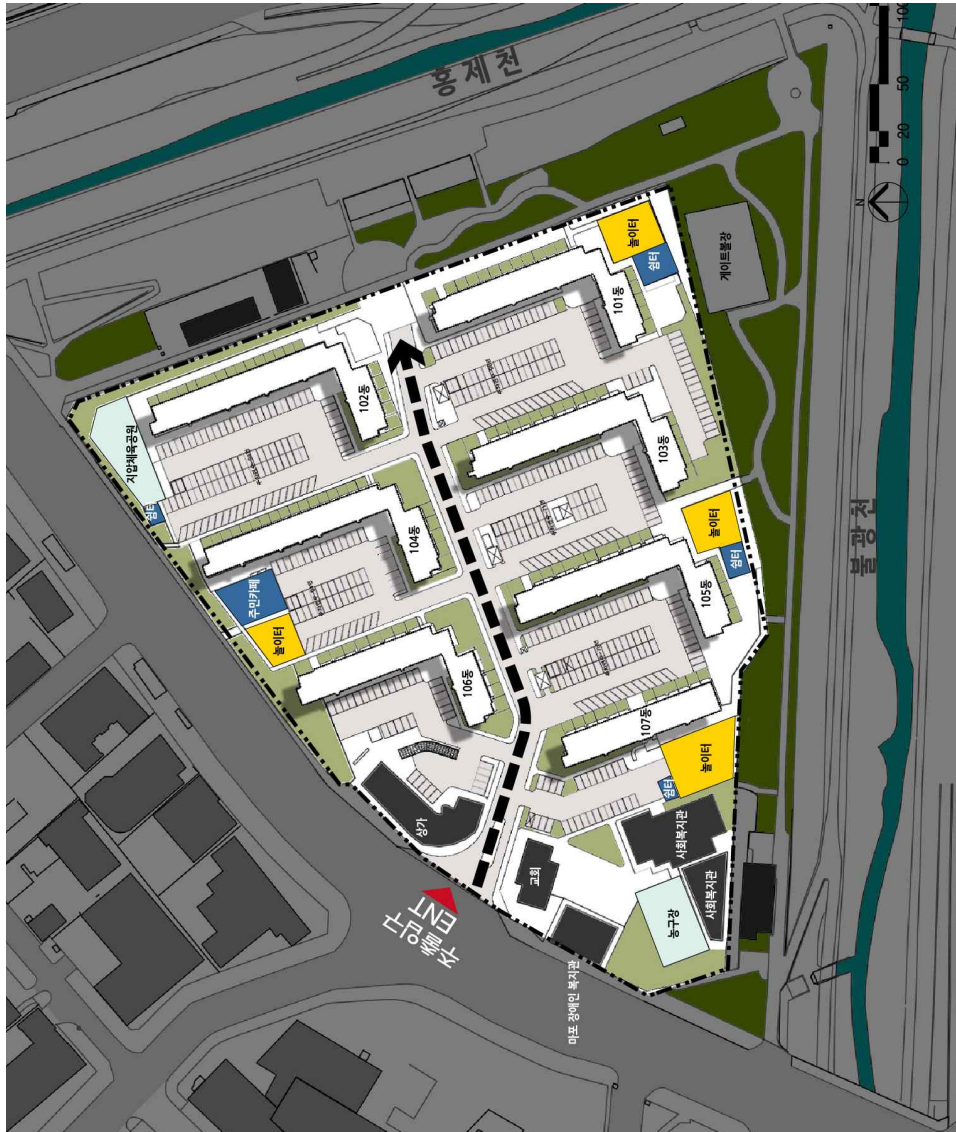 홍제천
100
50
20
0
N
놀이터
쉼터
101동
게이트볼장
102동
지압체육공원
쉼터
103동
104동
주민카페
놀이터
놀이터
쉼터
105동
불광천
106동
107동
놀이터
쉼터
상가
주출입구
ENT
교회
사회복지관
사회복지관
농구장
마포 장애인 복지관